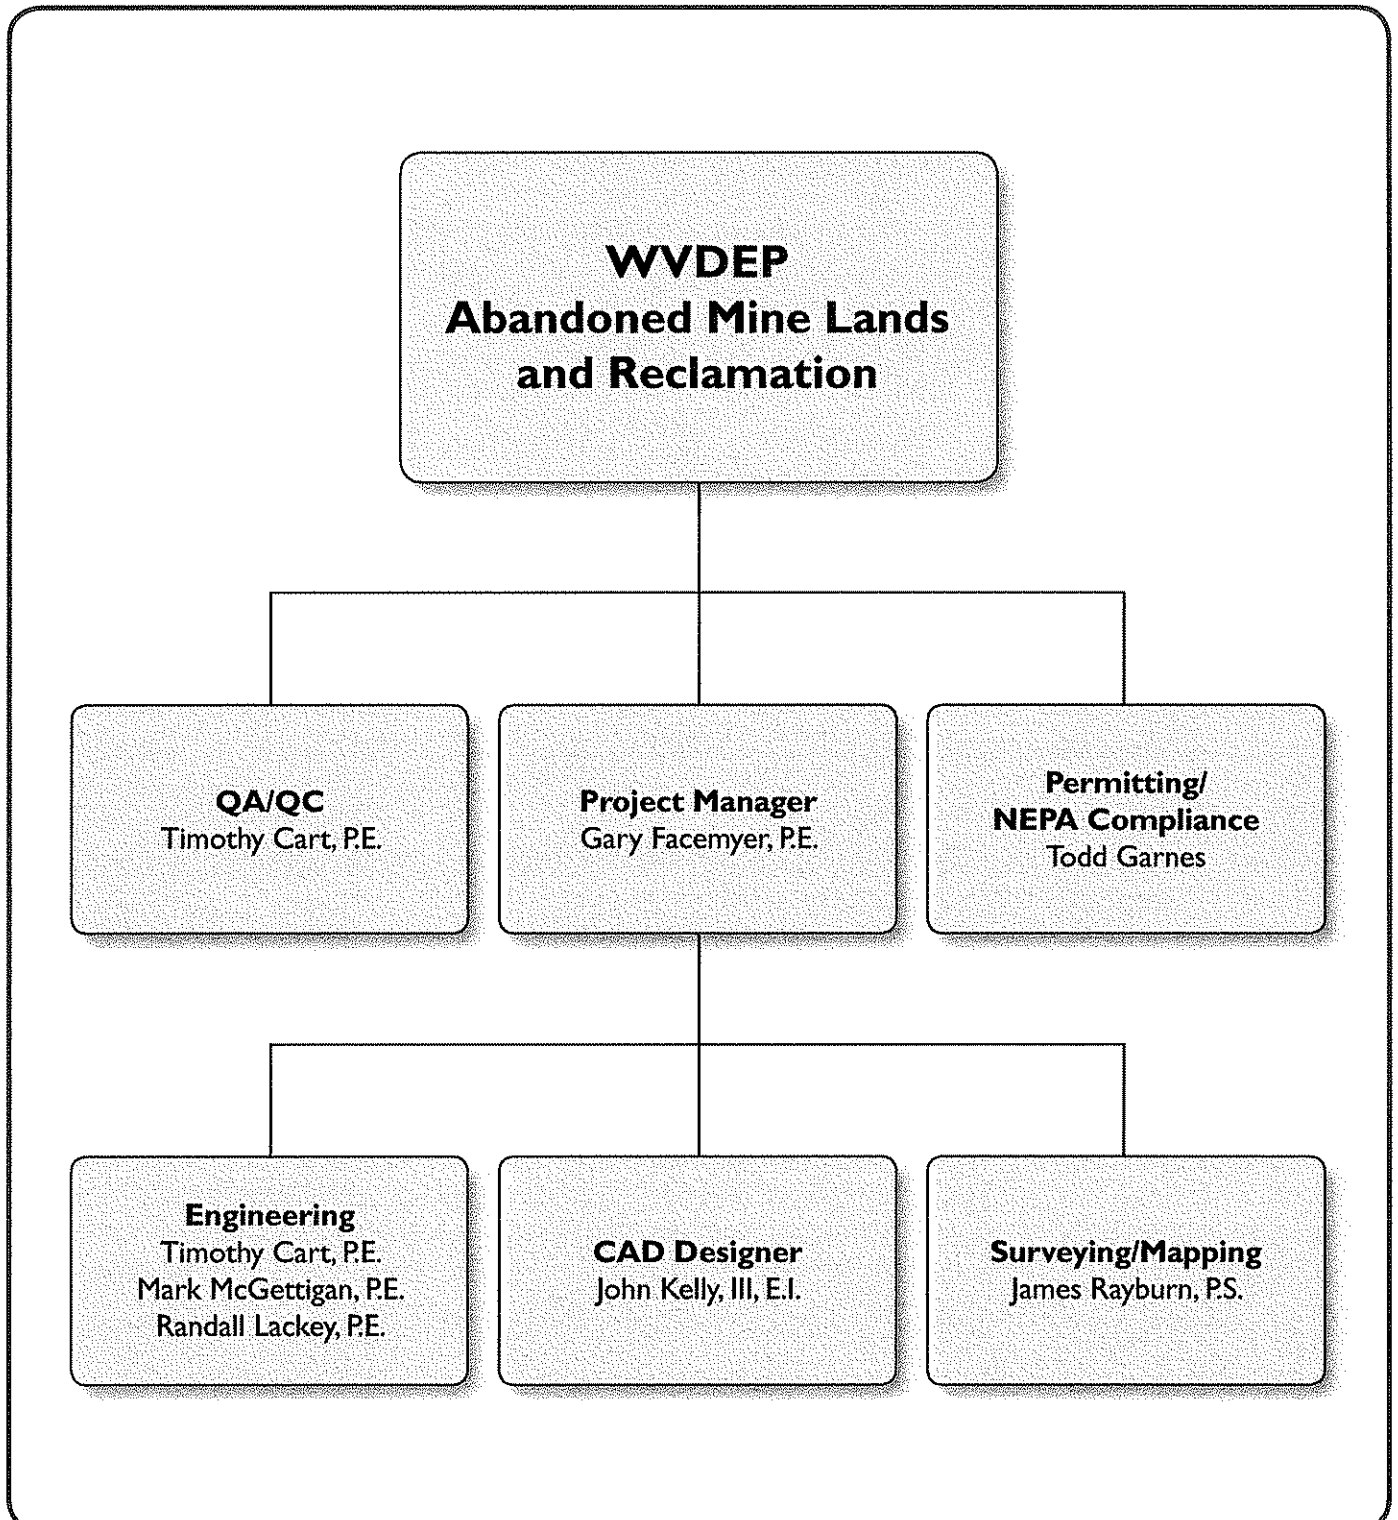 WVDEP
Abandoned Mine Lands
and Reclamation
QA/QC
Timothy Cart, P.E.
Project Manager
Gary Facemyer, P.E.
Permitting/
NEPA Compliance
Todd Garnes
Engineering
Timothy Cart, P.E.
Mark McGettigan, P.E.
Randall Lackey, P.E.
CAD Designer
John Kelly, III, E.I.
Surveying/Mapping
James Rayburn, P.S.